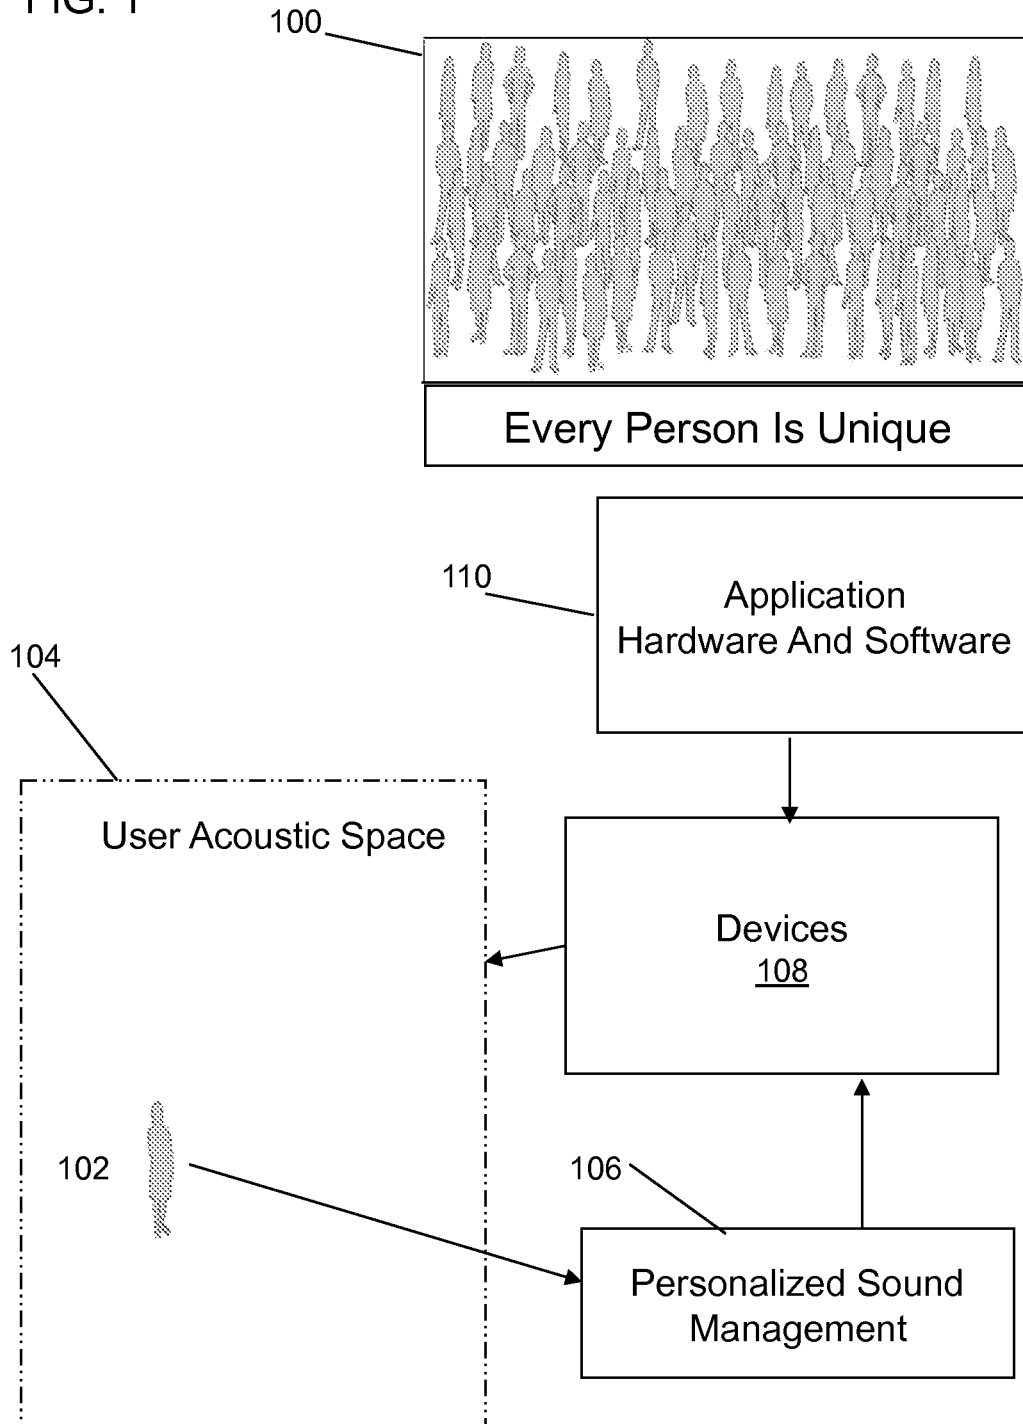 FIG. 1
100
Every Person Is Unique
110
Application
Hardware And Software
104
User Acoustic Space
Devices
108
102
106
Personalized Sound
Management